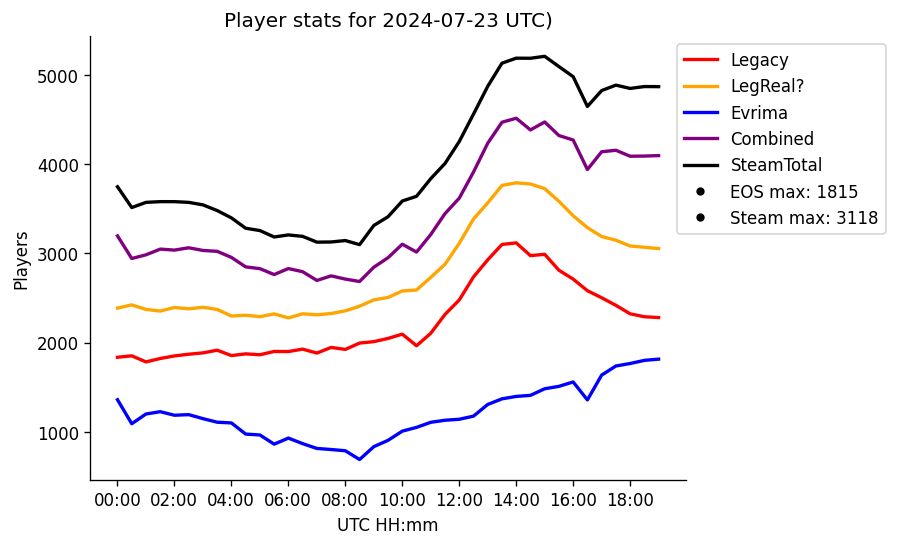 Player stats for 2024-07-23 UTC)
Players
5000
4000
3000
2000
1000
00:00 02:00 04:00 06:00 08:00 10:00 12:00 14:00 16:00 18:00
UTC HH:mm
Legacy
LegReal?
Evrima
Combined
SteamTotal
EOS max: 1815
Steam max: 3118